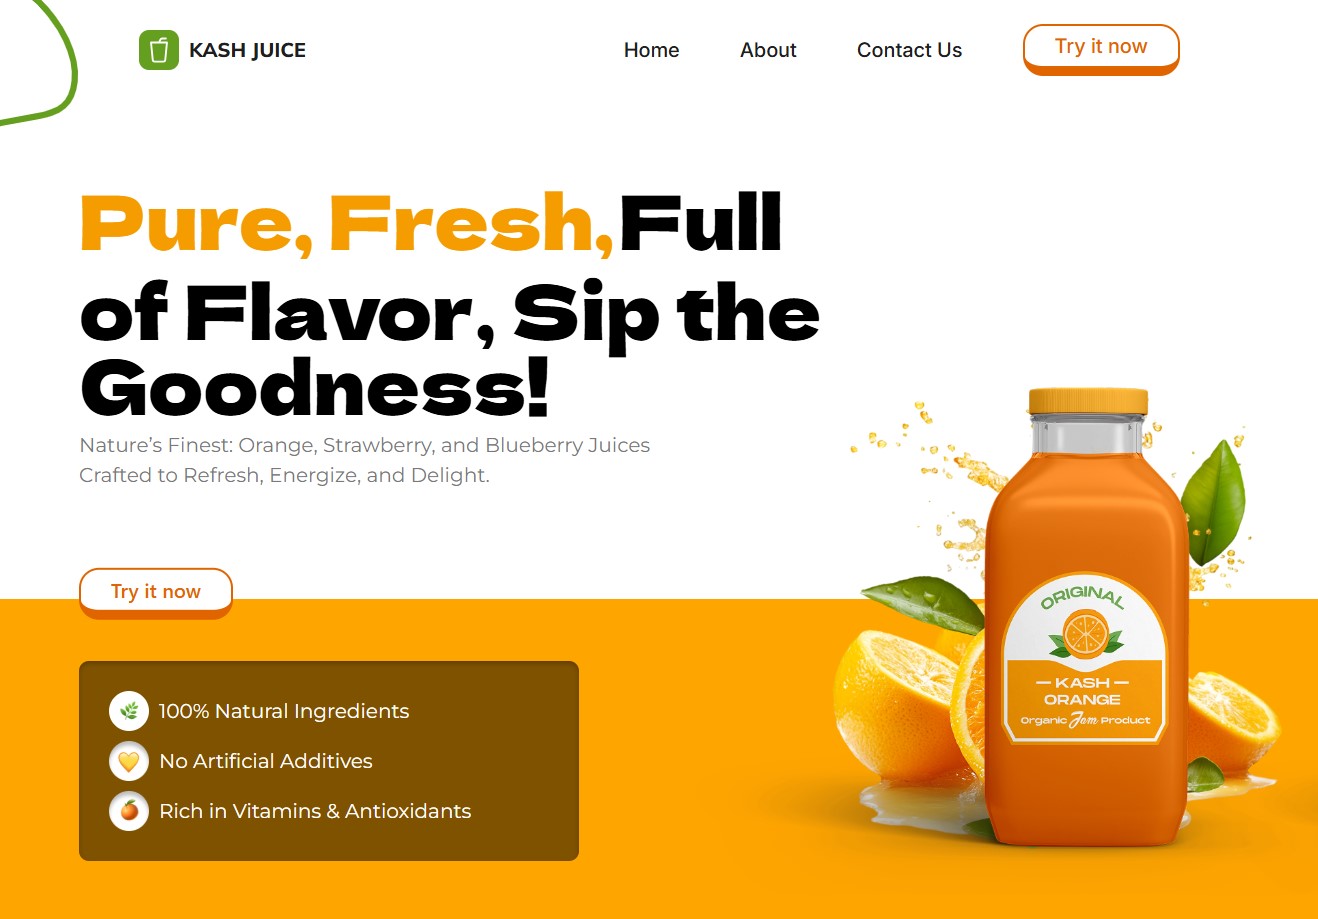 KASH JUICE
Home
About
Contact Us
Try it now
Pure, Fresh, Full
of Flavor, Sip the
Goodness!
Nature’s Finest: Orange, Strawberry, and Blueberry Juices
Crafted to Refresh, Energize, and Delight.
Try it now
100% Natural Ingredients
No Artificial Additives
Rich in Vitamins & Antioxidants
ORIGINAL
— KASH —
ORANGE
Organic Jem Product